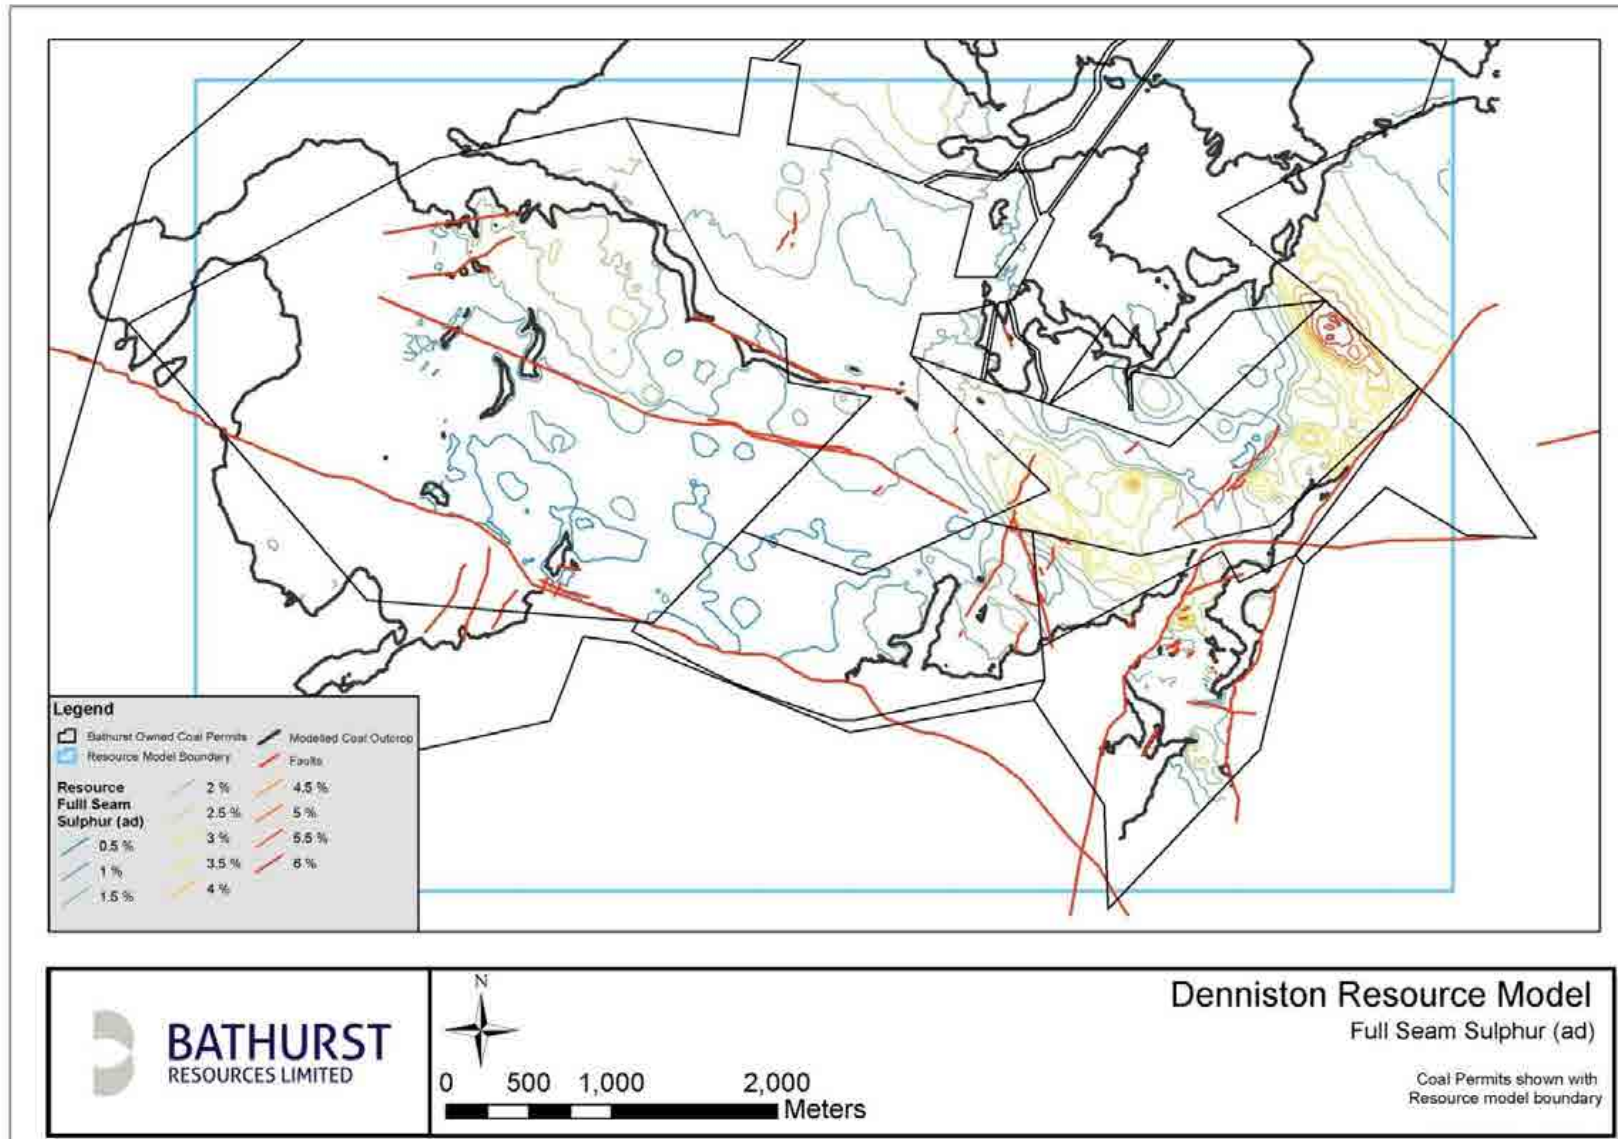 Legend
Bathurst Owned Coal Permits
Modelled Coal Outcrop
Resource Model Boundary
Faults
Resource
Fulll Seam
Sulphur (ad)
0.5 %
1 %
1.5 %
2 %
2.5 %
3 %
3.5 %
4 %
4.5 %
5 %
5.5 %
6 %
BATHURST
RESOURCES LIMITED
N
0 500 1,000 2,000
Meters
Denniston Resource Model
Full Seam Sulphur (ad)
Coal Permits shown with
Resource model boundary